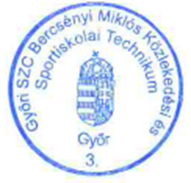 Győri SZC Bercsényi Miklós Közlekedési és
Sportiskolai Technikum
Győr
3.